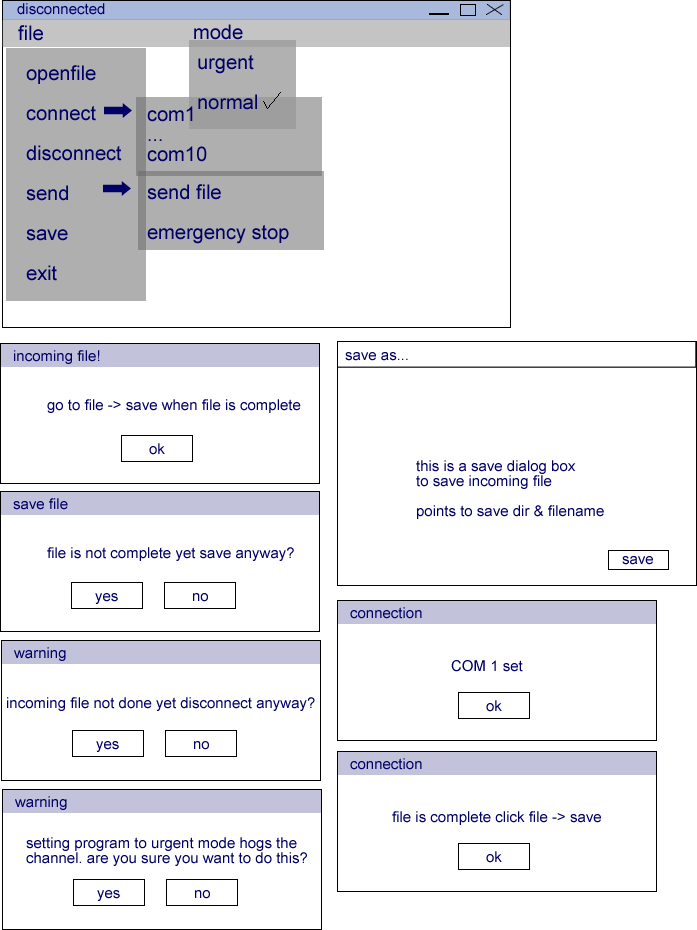 disconnected
file
mode
openfile
connect
disconnect
send
save
exit
com1
...
com10
send file
emergency stop
urgent
normal
incoming file!
go to file -> save when file is complete
ok
save file
file is not complete yet save anyway?
yes
no
warning
incoming file not done yet disconnect anyway?
yes
no
warning
setting program to urgent mode hogs the
channel. are you sure you want to do this?
yes
no
save as...
this is a save dialog box
to save incoming file
points to save dir & filename
save
connection
COM 1 set
ok
connection
file is complete click file -> save
ok